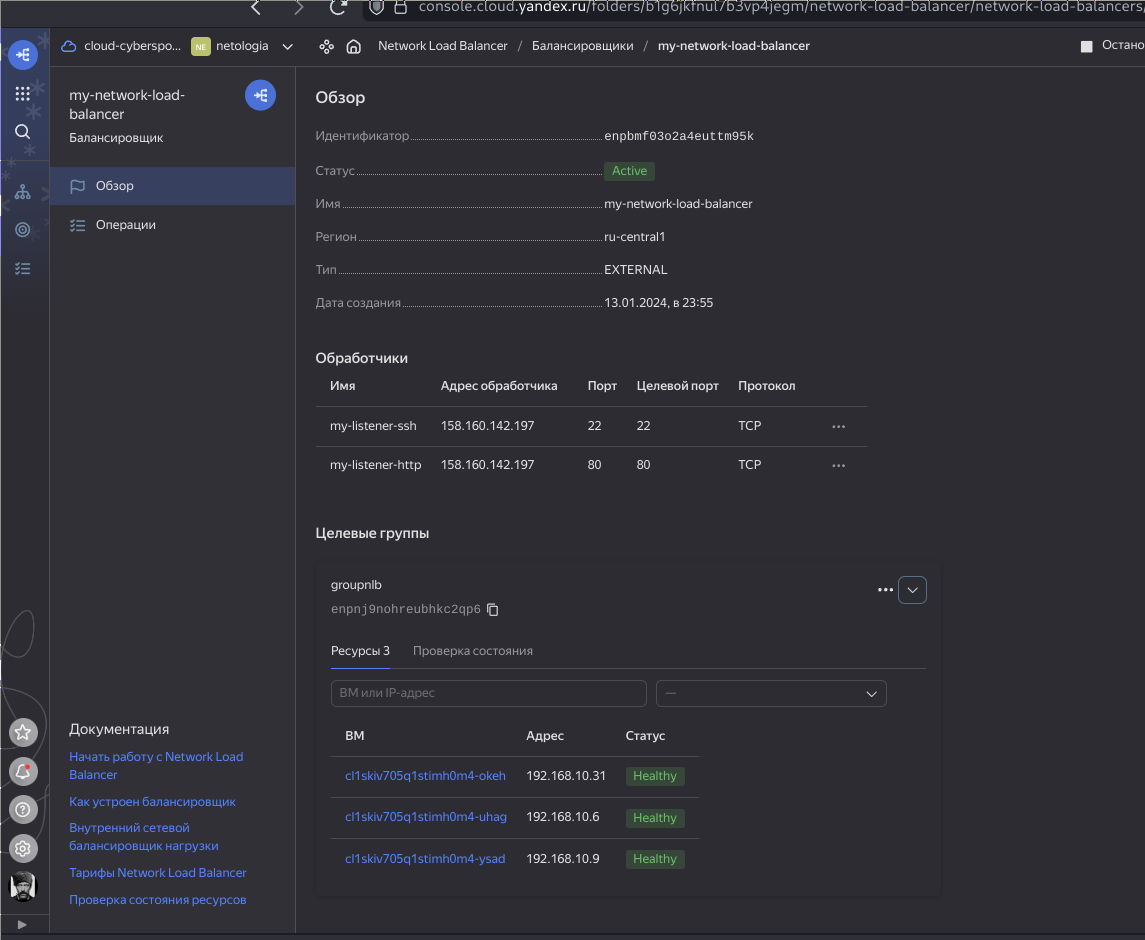 console.cloud.yandex.ru/folders/b1g6jkfnul7b3vp4jegm/network-load-balancer/network-load-balancers/
cloud-cyberspo... NE netologia Network Load Balancer / Балансировщики / my-network-load-balancer Остано
my-network-load-
balancer
Балансировщик
Обзор
Операции
Документация
Начать работу с Network Load
Balancer
Как устроен балансировщик
Внутренний сетевой
балансировщик нагрузки
Тарифы Network Load Balancer
Проверка состояния ресурсов
Обзор
Идентификатор enpbmf03o2a4euttm95k
Статус Active
Имя my-network-load-balancer
Регион ru-central1
Тип EXTERNAL
Дата создания 13.01.2024, в 23:55
Обработчики
Имя Адрес обработчика Порт Целевой порт Протокол
my-listener-ssh 158.160.142.197 22 22 TCP
my-listener-http 158.160.142.197 80 80 TCP
Целевые группы
groupnlb
enpnj9nohreubhkc2qp6
Ресурсы 3 Проверка состояния
ВМ или IP-адрес —
ВМ Адрес Статус
cl1skiv705q1stimh0m4-okeh 192.168.10.31 Healthy
cl1skiv705q1stimh0m4-uhag 192.168.10.6 Healthy
cl1skiv705q1stimh0m4-ysad 192.168.10.9 Healthy